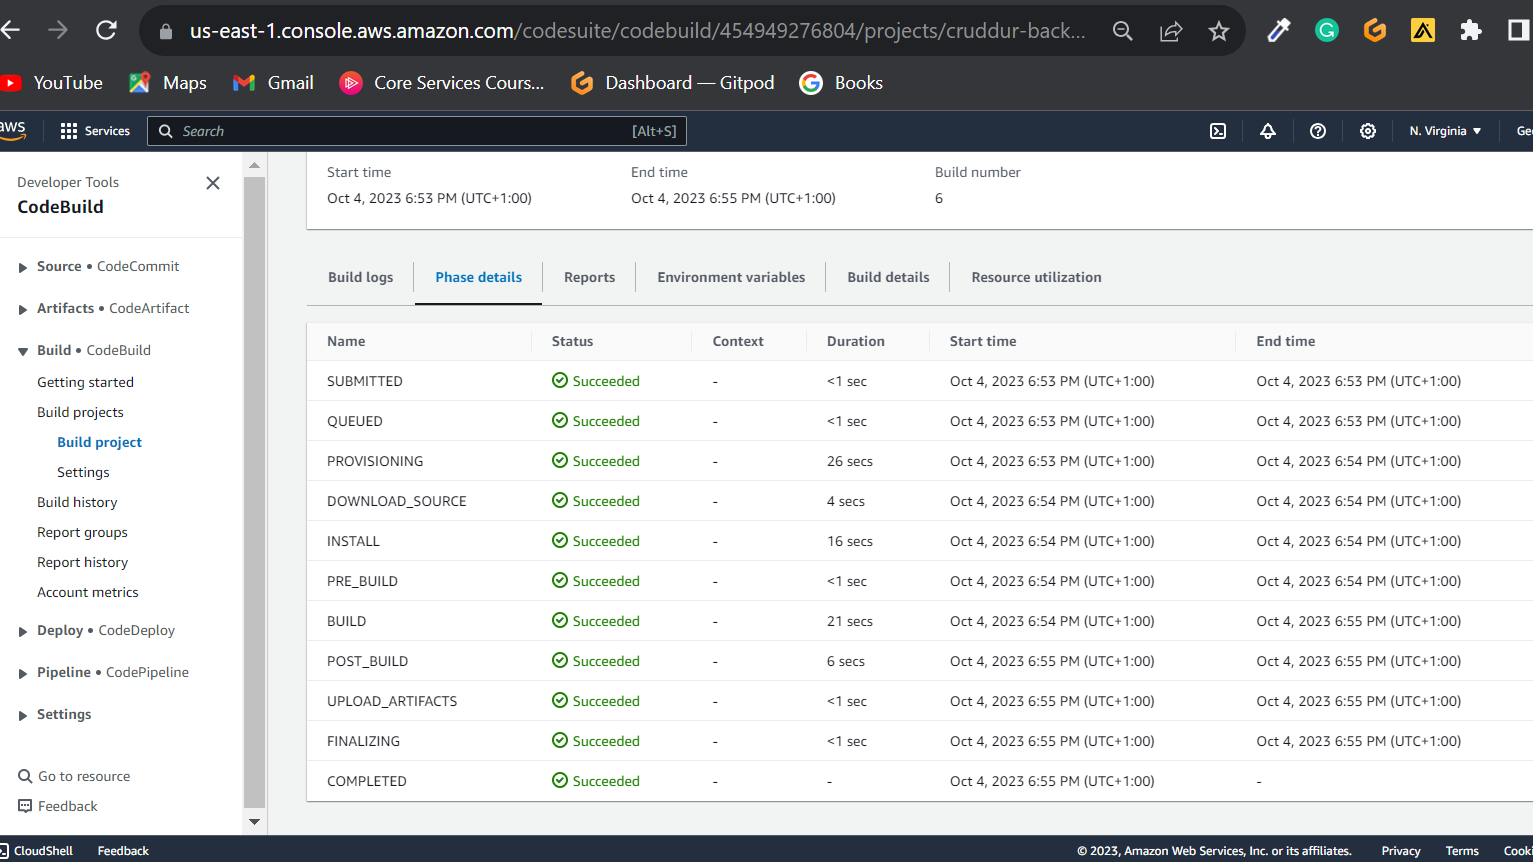 us-east-1.console.aws.amazon.com/codesuite/codebuild/454949276804/projects/cruddur-back...
YouTube Maps Gmail Core Services Cours... Dashboard — Gitpod Books
aws Services Search [Alt+S] N. Virginia ▼ Ge
Developer Tools
CodeBuild
Source • CodeCommit
Artifacts • CodeArtifact
Build • CodeBuild
Getting started
Build projects
Build project
Settings
Build history
Report groups
Report history
Account metrics
Deploy • CodeDeploy
Pipeline • CodePipeline
Settings
Go to resource
Feedback
Start time End time Build number
Oct 4, 2023 6:53 PM (UTC+1:00) Oct 4, 2023 6:55 PM (UTC+1:00) 6
Build logs Phase details Reports Environment variables Build details Resource utilization
Name Status Context Duration Start time End time
SUBMITTED Succeeded - <1 sec Oct 4, 2023 6:53 PM (UTC+1:00) Oct 4, 2023 6:53 PM (UTC+1:00)
QUEUED Succeeded - <1 sec Oct 4, 2023 6:53 PM (UTC+1:00) Oct 4, 2023 6:53 PM (UTC+1:00)
PROVISIONING Succeeded - 26 secs Oct 4, 2023 6:53 PM (UTC+1:00) Oct 4, 2023 6:54 PM (UTC+1:00)
DOWNLOAD_SOURCE Succeeded - 4 secs Oct 4, 2023 6:54 PM (UTC+1:00) Oct 4, 2023 6:54 PM (UTC+1:00)
INSTALL Succeeded - 16 secs Oct 4, 2023 6:54 PM (UTC+1:00) Oct 4, 2023 6:54 PM (UTC+1:00)
PRE_BUILD Succeeded - <1 sec Oct 4, 2023 6:54 PM (UTC+1:00) Oct 4, 2023 6:54 PM (UTC+1:00)
BUILD Succeeded - 21 secs Oct 4, 2023 6:54 PM (UTC+1:00) Oct 4, 2023 6:55 PM (UTC+1:00)
POST_BUILD Succeeded - 6 secs Oct 4, 2023 6:55 PM (UTC+1:00) Oct 4, 2023 6:55 PM (UTC+1:00)
UPLOAD_ARTIFACTS Succeeded - <1 sec Oct 4, 2023 6:55 PM (UTC+1:00) Oct 4, 2023 6:55 PM (UTC+1:00)
FINALIZING Succeeded - <1 sec Oct 4, 2023 6:55 PM (UTC+1:00) Oct 4, 2023 6:55 PM (UTC+1:00)
COMPLETED Succeeded - - Oct 4, 2023 6:55 PM (UTC+1:00) -
CloudShell Feedback © 2023, Amazon Web Services, Inc. or its affiliates. Privacy Terms Cooki